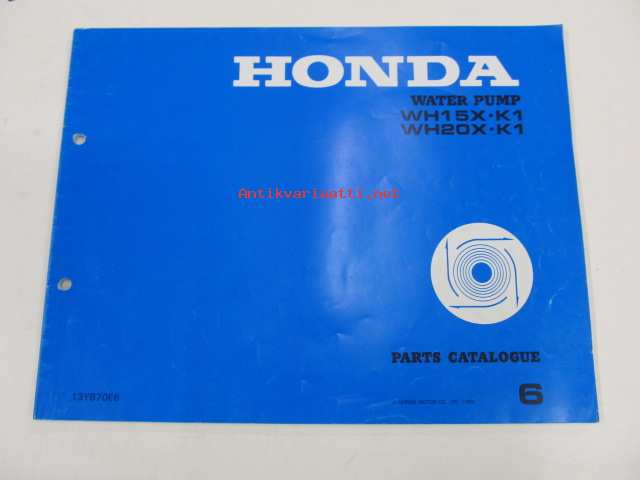 HONDA
WATER PUMP
WH15X·K1
WH20X·K1
Antikvariaatti.net
PARTS CATALOGUE
13YB70E6
6